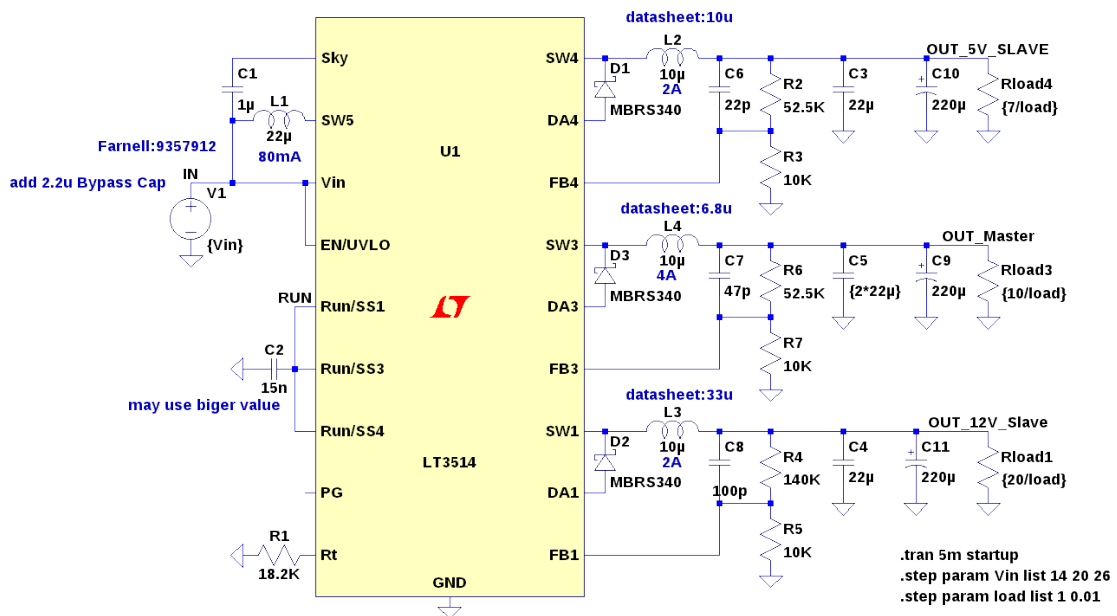 datasheet:10u
Sky
SW4
L2
OUT_5V_SLAVE
C1
1µ
D1
10µ
2A
C6
22p
R2
52.5K
C3
22µ
+
C10
220µ
Rload4
{7/load}
MBRS340
L1
22µ
80mA
SW5
DA4
Farnell:9357912
U1
R3
10K
add 2.2u Bypass Cap
IN
V1
+
−
{Vin}
Vin
FB4
datasheet:6.8u
EN/UVLO
SW3
L4
OUT_Master
D3
10µ
4A
C7
47p
R6
52.5K
C5
{2*22µ}
+
C9
220µ
Rload3
{10/load}
MBRS340
RUN
Run/SS1
DA3
R7
10K
C2
15n
Run/SS3
FB3
may use biger value
datasheet:33u
Run/SS4
SW1
L3
OUT_12V_Slave
D2
10µ
2A
C8
100p
R4
140K
C4
22µ
+
C11
220µ
Rload1
{20/load}
MBRS340
LT3514
PG
DA1
R5
10K
R1
18.2K
Rt
FB1
GND
.tran 5m startup
.step param Vin list 14 20 26
.step param load list 1 0.01